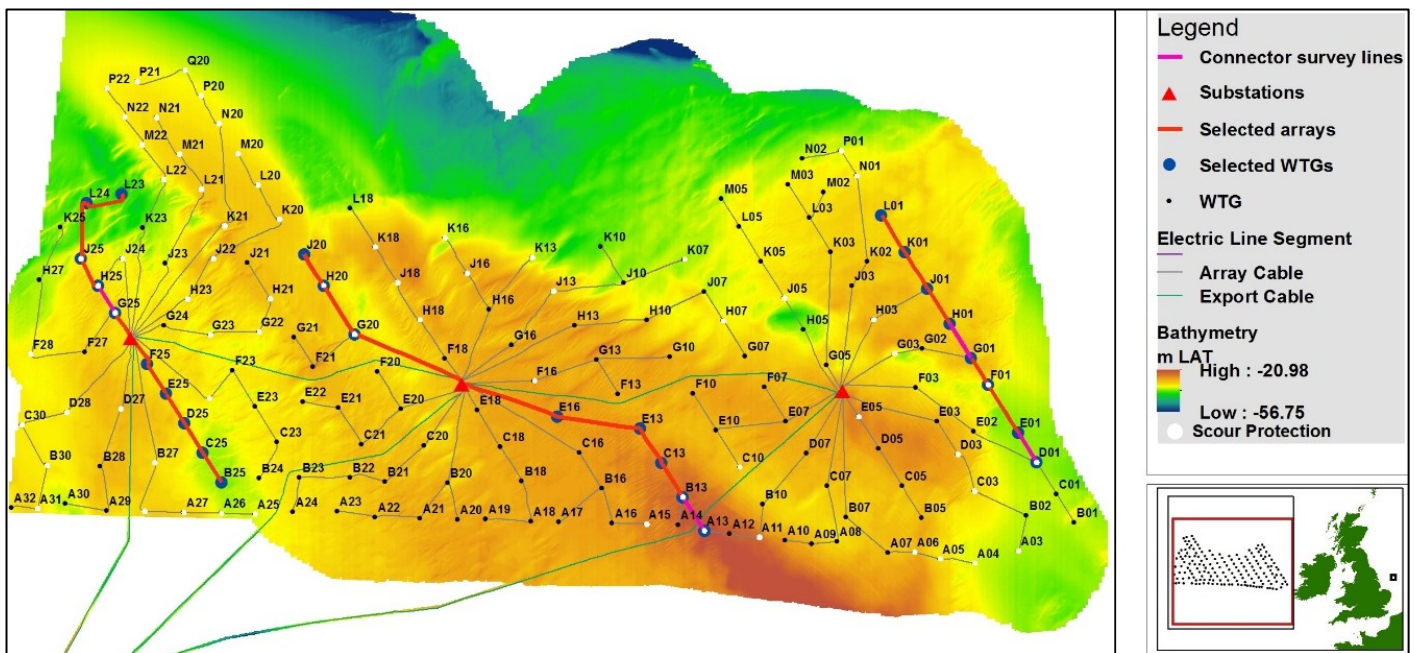 Q20
P21
P22
P20
N22
N21
N20
M22
M21
M20
L22
L21
L20
L24
L23
K25
K23
K21
K20
L18
J25
J24
J23
J22
J21
J20
K18
K16
K13
K10
K07
H27
H25
H23
H21
H20
J18
J16
J13
J10
J07
G25
G24
G23
G22
G21
G20
H18
H16
H13
H10
H07
F28
F27
F25
F23
F21
F20
F18
G16
G13
G10
G07
F16
F13
F10
F07
N02
P01
N01
M05
M03
M02
L05
L03
L01
K05
K03
K02
K01
J05
J03
J01
H05
H03
H01
G05
G03
G02
G01
F03
F01
E25
E23
E22
E21
E20
E18
E16
E13
E10
E07
E05
E03
E02
E01
D28
D27
D25
D07
D05
D03
D01
C30
C25
C23
C21
C20
C18
C16
C13
C10
C07
C05
C03
C01
B30
B28
B27
B25
B24
B23
B22
B21
B20
B18
B16
B13
B10
B07
B05
B02
B01
A32
A31
A30
A29
A27
A26
A25
A24
A23
A22
A21
A20
A19
A18
A17
A16
A15
A14
A13
A12
A11
A10
A09
A08
A07
A06
A05
A04
A03
Legend
Connector survey lines
Substations
Selected arrays
Selected WTGs
WTG
Electric Line Segment
Array Cable
Export Cable
Bathymetry
m LAT
High : -20.98
Low : -56.75
Scour Protection